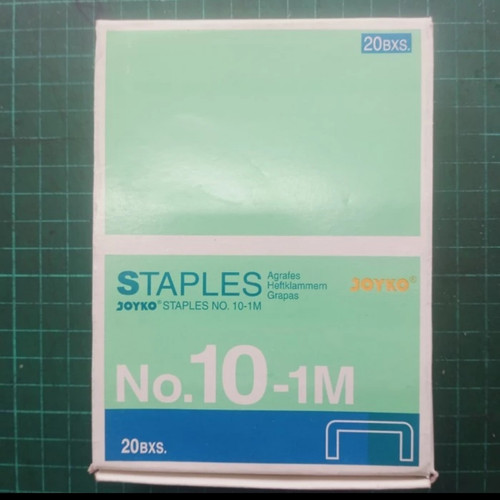 20BXS.
STAPLES
Agrafes
Heftklammern
Grapas
JOYKO® STAPLES NO. 10-1M
JOYKO®
No.10-1M
20BXS.